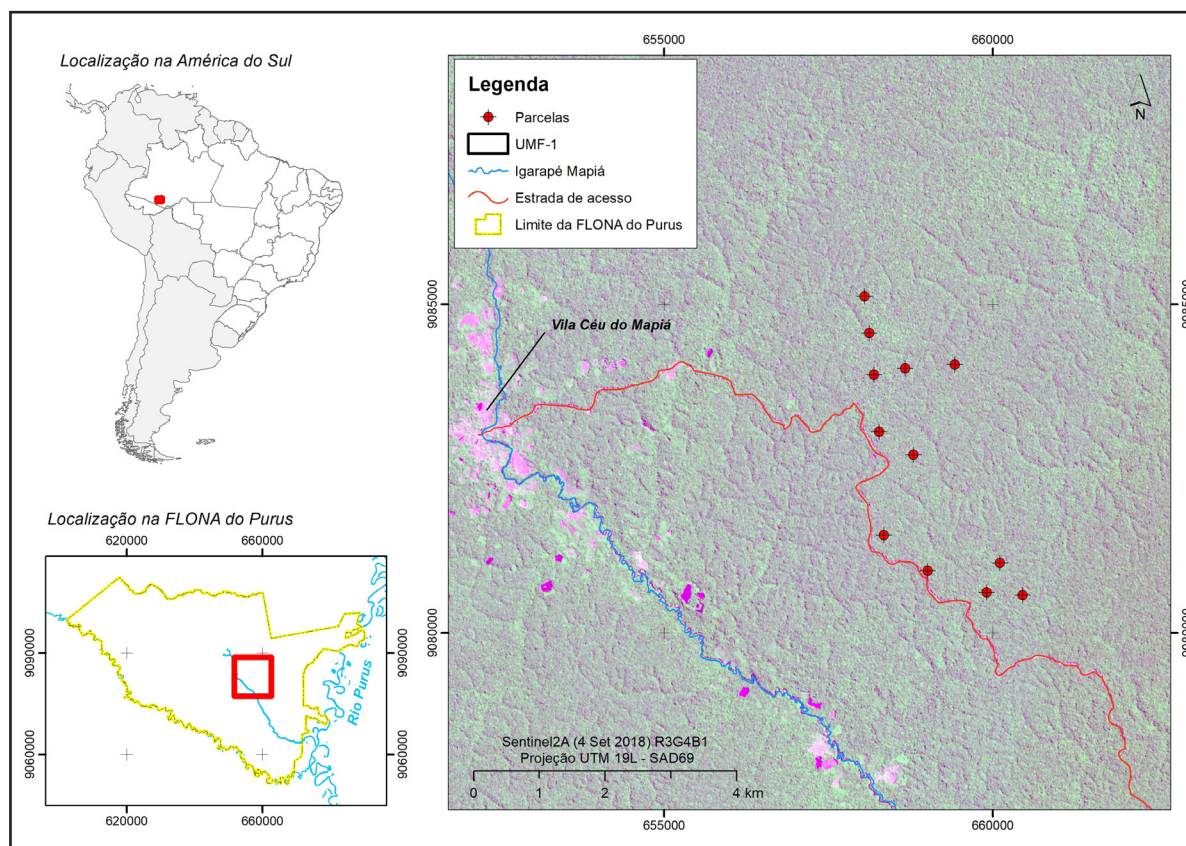 Localização na América do Sul
Localização na FLONA do Purus
620000 660000
9090000
9060000
9090000
9060000
Rio Purus
620000 660000
655000 660000
Legenda
Parcelas
UMF-1
Igarapé Mapiá
Estrada de acesso
Limite da FLONA do Purus
N
9085000
9085000
Vila Céu do Mapiá
9080000
9080000
Sentinel2A (4 Set 2018) R3G4B1
Projeção UTM 19L - SAD69
0 1 2 4 km
655000 660000